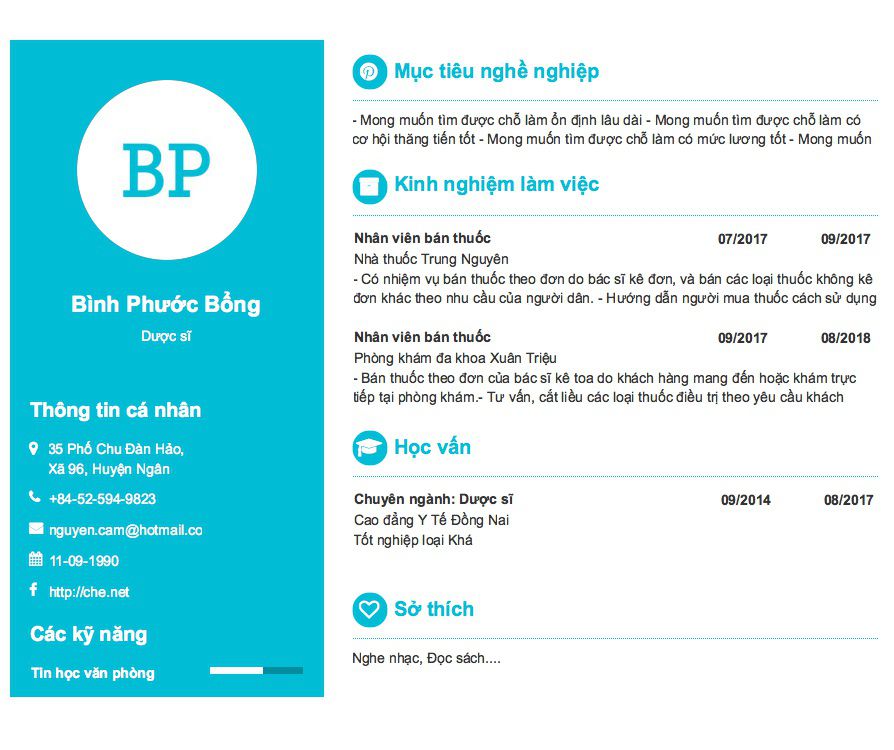 BP
Bình Phước Bổng
Dược sĩ
Thông tin cá nhân
35 Phố Chu Đàn Hảo,
Xã 96, Huyện Ngân
+84-52-594-9823
nguyen.cam@hotmail.co
11-09-1990
http://che.net
Các kỹ năng
Tin học văn phòng
Mục tiêu nghề nghiệp
- Mong muốn tìm được chỗ làm ổn định lâu dài - Mong muốn tìm được chỗ làm có
cơ hội thăng tiến tốt - Mong muốn tìm được chỗ làm có mức lương tốt - Mong muốn
Kinh nghiệm làm việc
Nhân viên bán thuốc 07/2017 09/2017
Nhà thuốc Trung Nguyên
- Có nhiệm vụ bán thuốc theo đơn do bác sĩ kê đơn, và bán các loại thuốc không kê
đơn khác theo nhu cầu của người dân. - Hướng dẫn người mua thuốc cách sử dụng
Nhân viên bán thuốc 09/2017 08/2018
Phòng khám đa khoa Xuân Triệu
- Bán thuốc theo đơn của bác sĩ kê toa do khách hàng mang đến hoặc khám trực
tiếp tại phòng khám.- Tư vấn, cắt liều các loại thuốc điều trị theo yêu cầu khách
Học vấn
Chuyên ngành: Dược sĩ 09/2014 08/2017
Cao đẳng Y Tế Đồng Nai
Tốt nghiệp loại Khá
Sở thích
Nghe nhạc, Đọc sách....